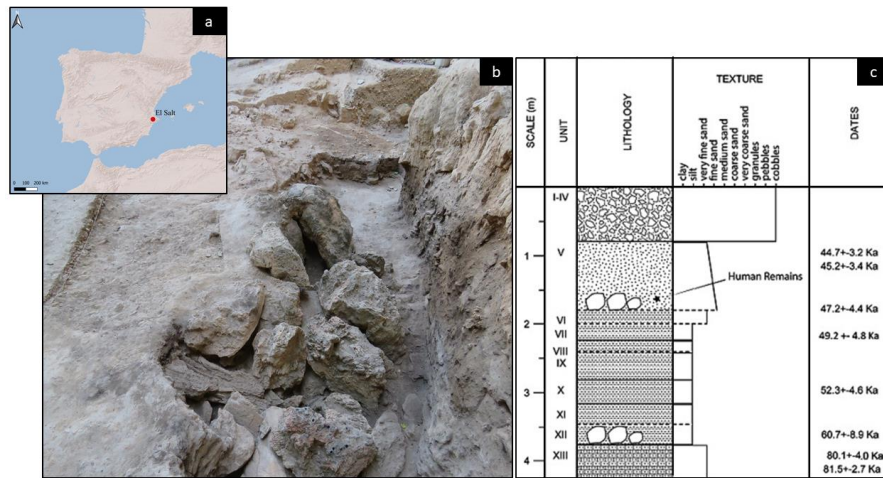 a
El Salt
0 100 200 km
b
c
SCALE (m)
UNIT
LITHOLOGY
TEXTURE
clay
silt
very fine sand
fine sand
medium sand
coarse sand
very coarse sand
granules
pebbles
cobbles
DATES
I-IV
1
V
44.7+-3.2 Ka
45.2+-3.4 Ka
Human Remains
47.2+-4.4 Ka
VI
2
VII
49.2 +- 4.8 Ka
VIII
IX
X
52.3+-4.6 Ka
3
XI
XII
60.7+-8.9 Ka
XIII
80.1+-4.0 Ka
4
81.5+-2.7 Ka